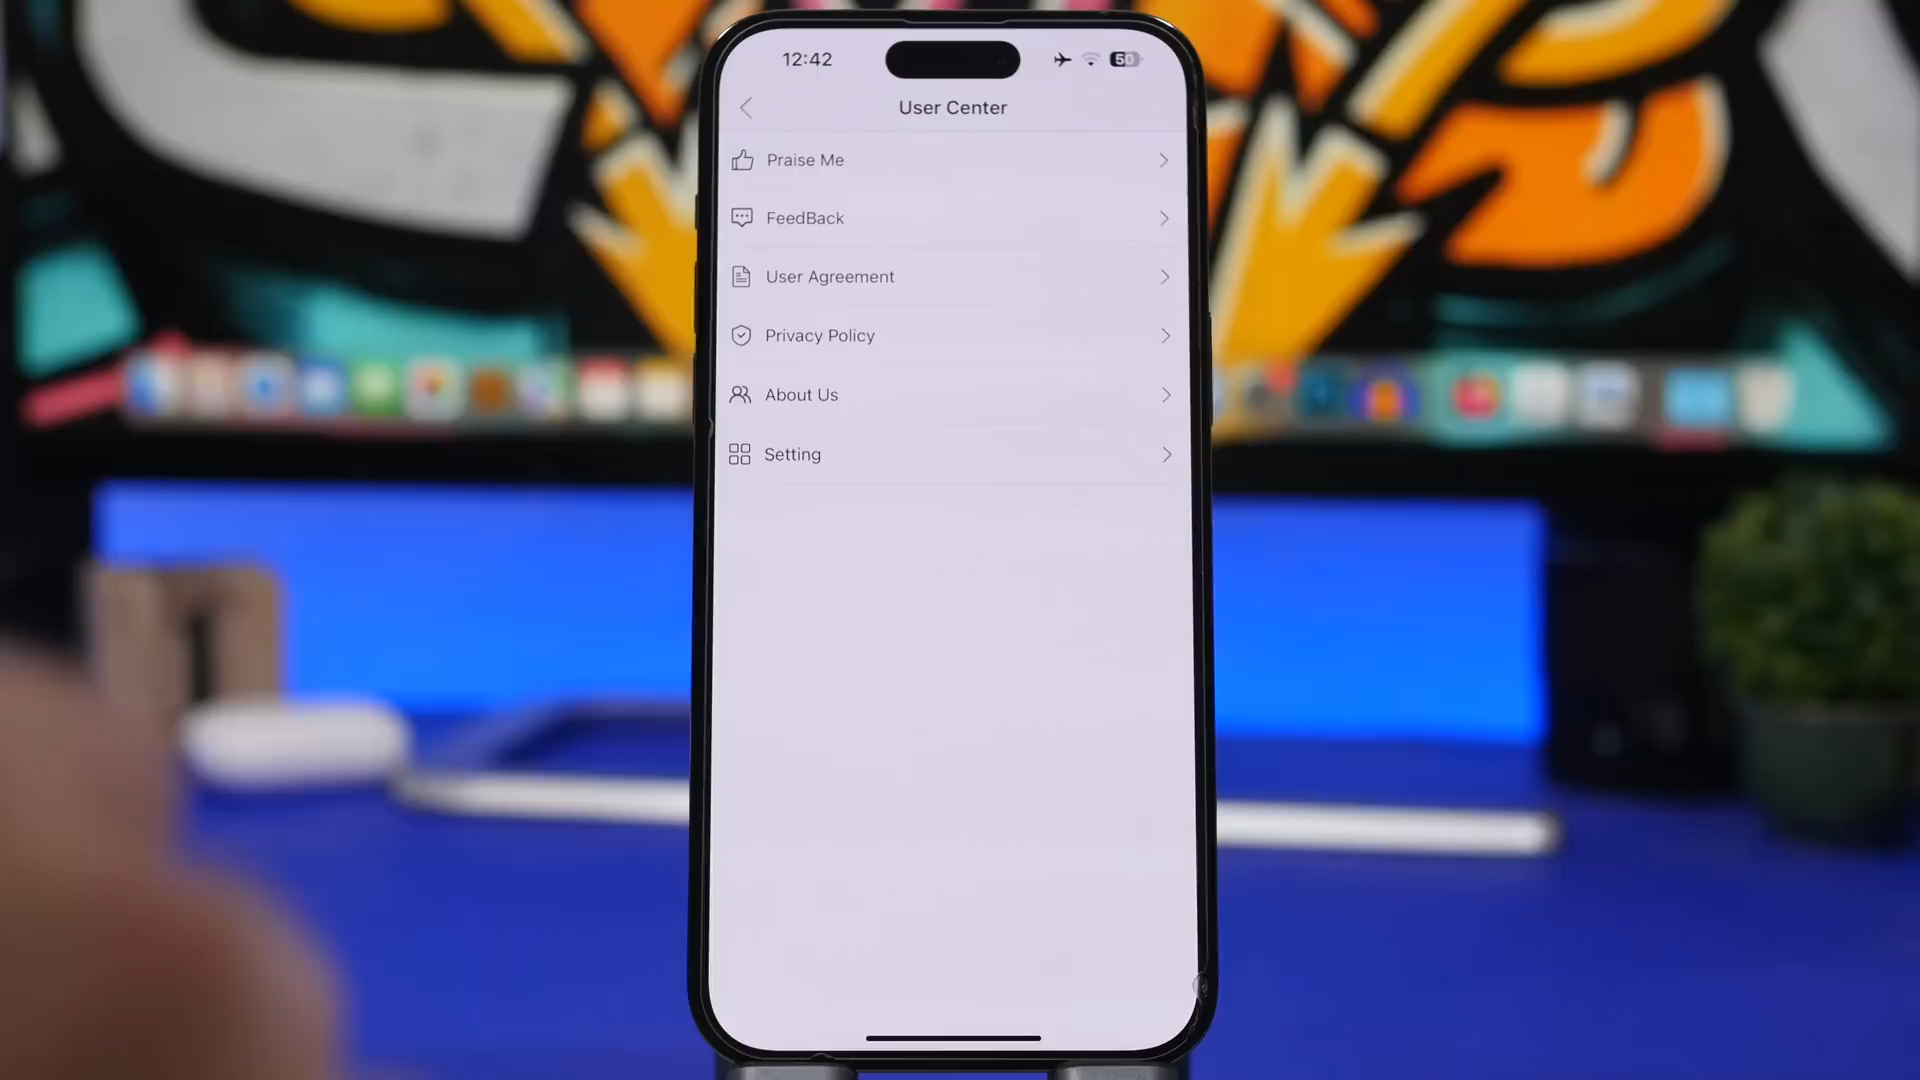 12:42
50
User Center
Praise Me
FeedBack
User Agreement
Privacy Policy
About Us
Setting